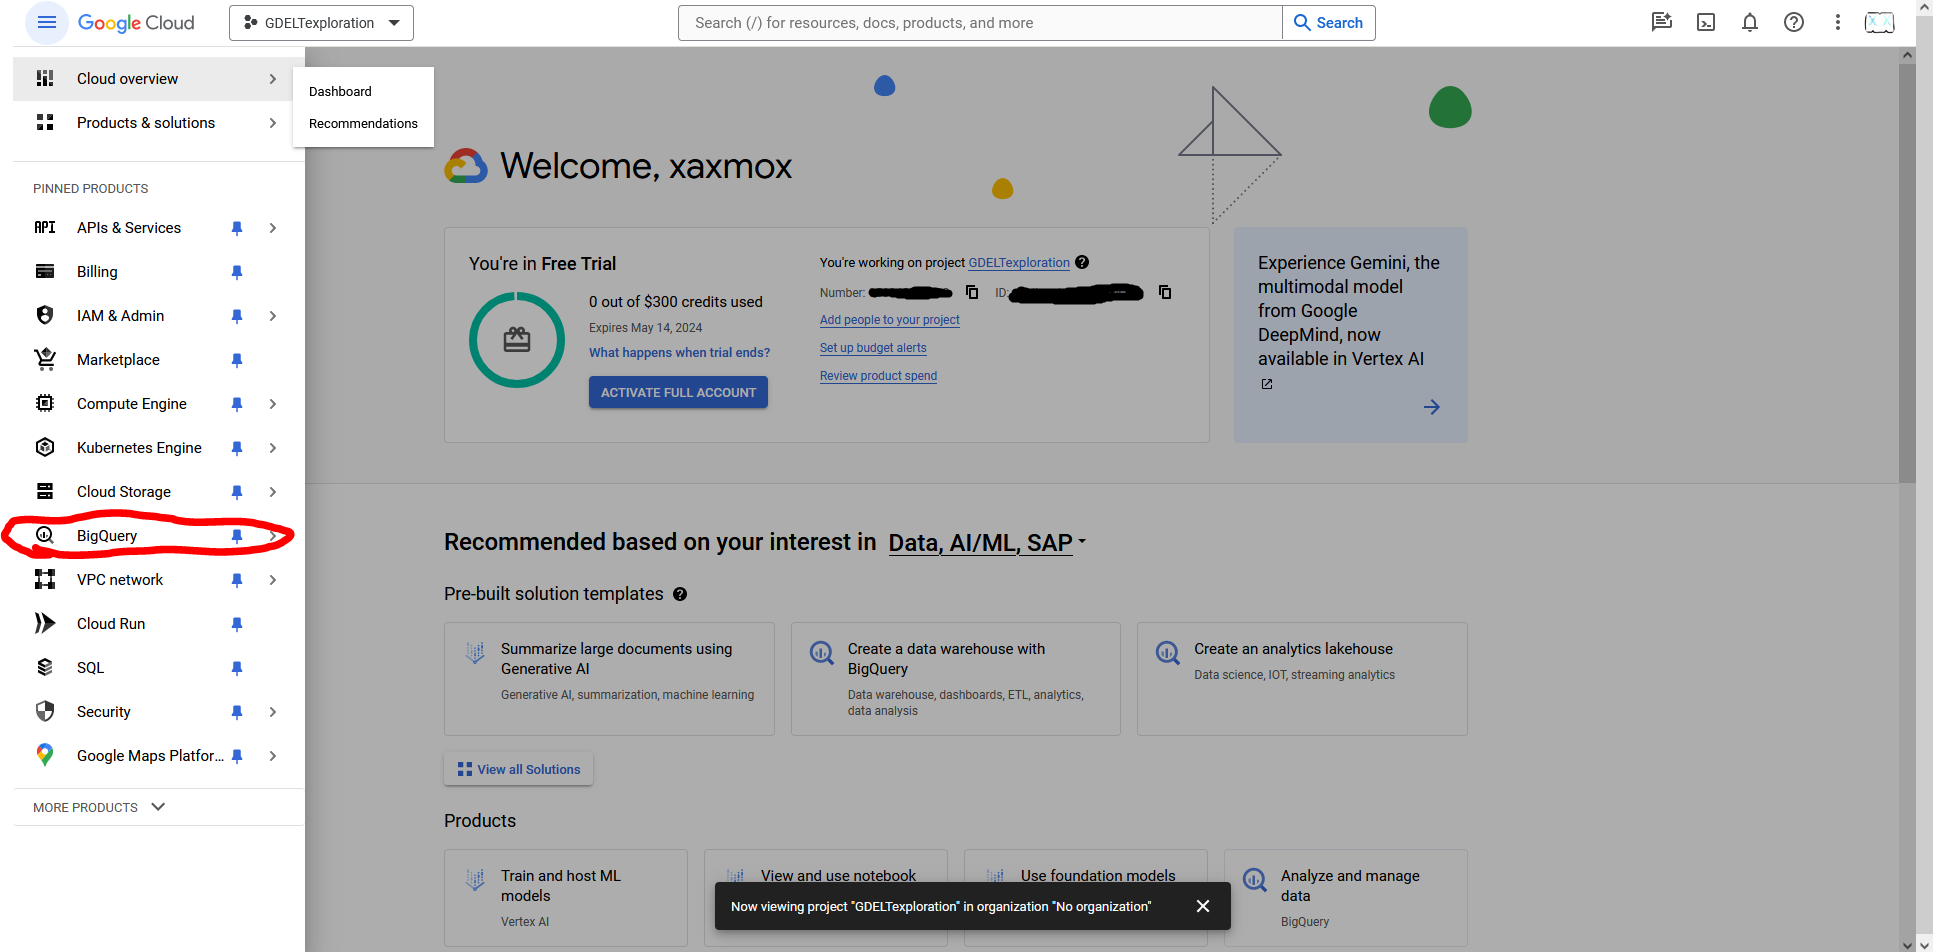 Google Cloud
GDELTexploration
Search (/) for resources, docs, products, and more
Search
Cloud overview
Products & solutions
Dashboard
Recommendations
PINNED PRODUCTS
API APIs & Services
Billing
IAM & Admin
Marketplace
Compute Engine
Kubernetes Engine
Cloud Storage
BigQuery
VPC network
Cloud Run
SQL
Security
Google Maps Platfor...
MORE PRODUCTS
Welcome, xaxmox
You're in Free Trial
0 out of $300 credits used
Expires May 14, 2024
What happens when trial ends?
ACTIVATE FULL ACCOUNT
You're working on project GDELTexploration
Number:
ID:
Add people to your project
Set up budget alerts
Review product spend
Experience Gemini, the
multimodal model
from Google
DeepMind, now
available in Vertex AI
Recommended based on your interest in Data, AI/ML, SAP
Pre-built solution templates
Summarize large documents using
Generative AI
Generative AI, summarization, machine learning
Create a data warehouse with
BigQuery
Data warehouse, dashboards, ETL, analytics,
data analysis
Create an analytics lakehouse
Data science, IOT, streaming analytics
View all Solutions
Products
Train and host ML
models
Vertex AI
View and use notebook
Use foundation models
Analyze and manage
data
BigQuery
Now viewing project "GDELTexploration" in organization "No organization"